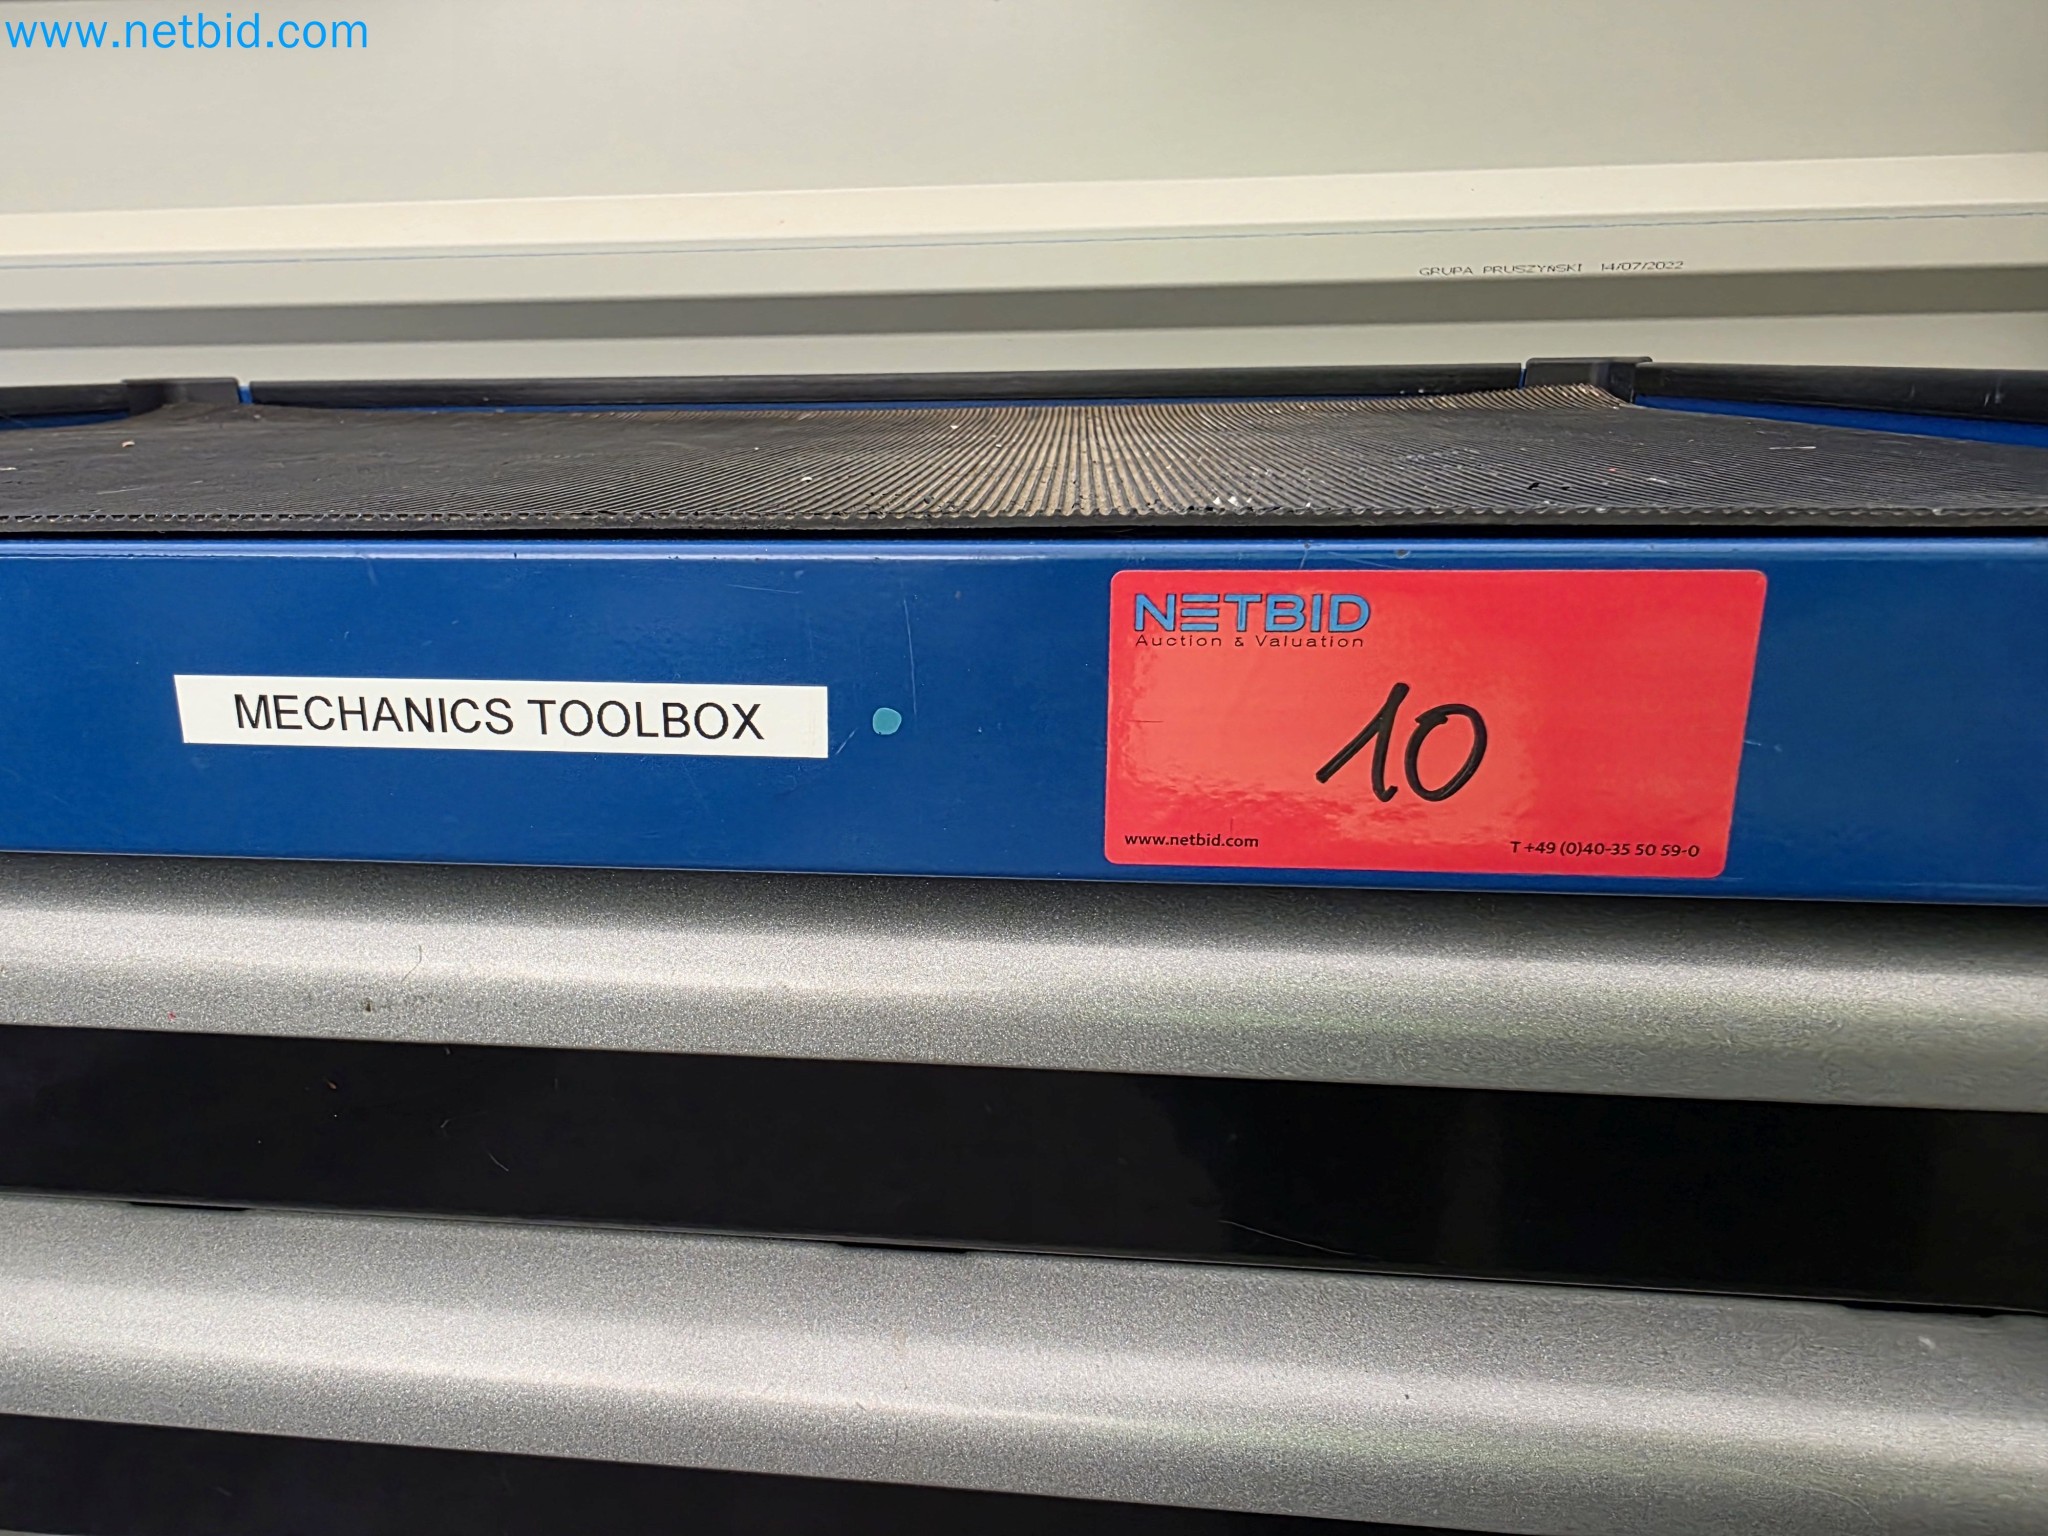 www.netbid.com
GRUPA PRUSZYŃSKI 14/07/2022
MECHANICS TOOLBOX
NETBID
Auction & Valuation
10
www.netbid.com
T +49 (0)40-35 50 59-0